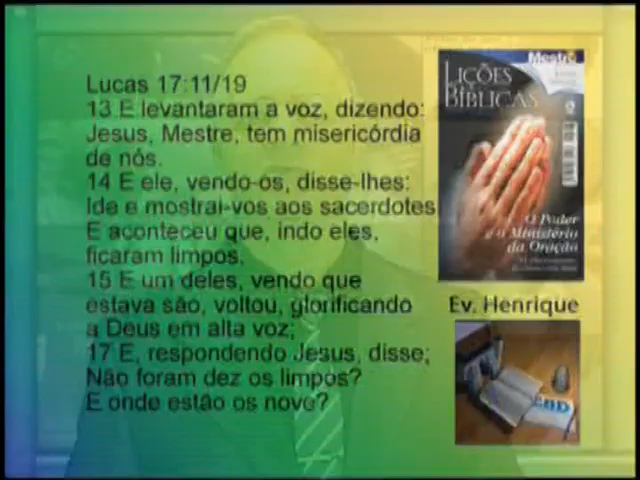 Lucas 17:11/19
13 E levantaram a voz, dizendo:
Jesus, Mestre, tem misericórdia
de nós.
14 E ele, vendo-os, disse-lhes:
Ide e mostrai-vos aos sacerdotes
E aconteceu que, indo eles,
ficaram limpos.
15 E um deles, vendo que
estava são, voltou, glorificando
a Deus em alta voz;
17 E, respondendo Jesus, disse;
Não foram dez os limpos?
E onde estão os nove?
Mestre
LIÇÕES
BÍBLICAS
O Poder
e o Ministério
da Oração
Ev. Henrique
EBD